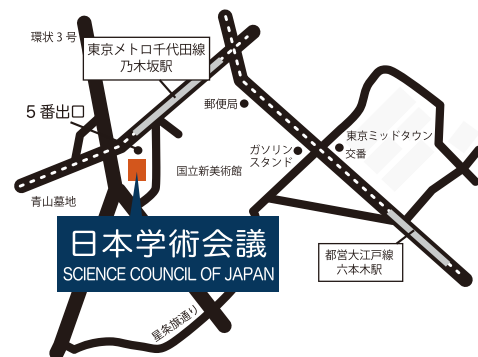 環状3号
東京メトロ千代田線
乃木坂駅
5番出口
郵便局
ガソリン
スタンド
東京ミッドタウン
交番
国立新美術館
青山墓地
日本学術会議
SCIENCE COUNCIL OF JAPAN
都営大江戸線
六本木駅
星条旗通り